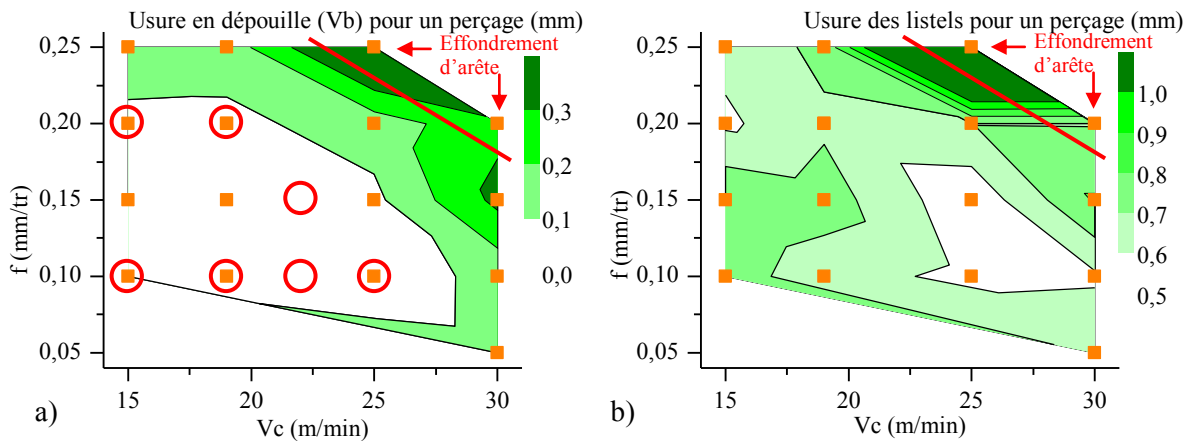 Usure en dépouille (Vb) pour un perçage (mm)
0,25
0,20
0,15
0,10
0,05
f (mm/tr)
Effondrement
d’arête
0,3
0,2
0,1
0,0
15
20
25
30
Vc (m/min)
a)
Usure des listels pour un perçage (mm)
0,25
0,20
0,15
0,10
0,05
f (mm/tr)
Effondrement
d’arête
1,0
0,9
0,8
0,7
0,6
0,5
15
20
25
30
Vc (m/min)
b)